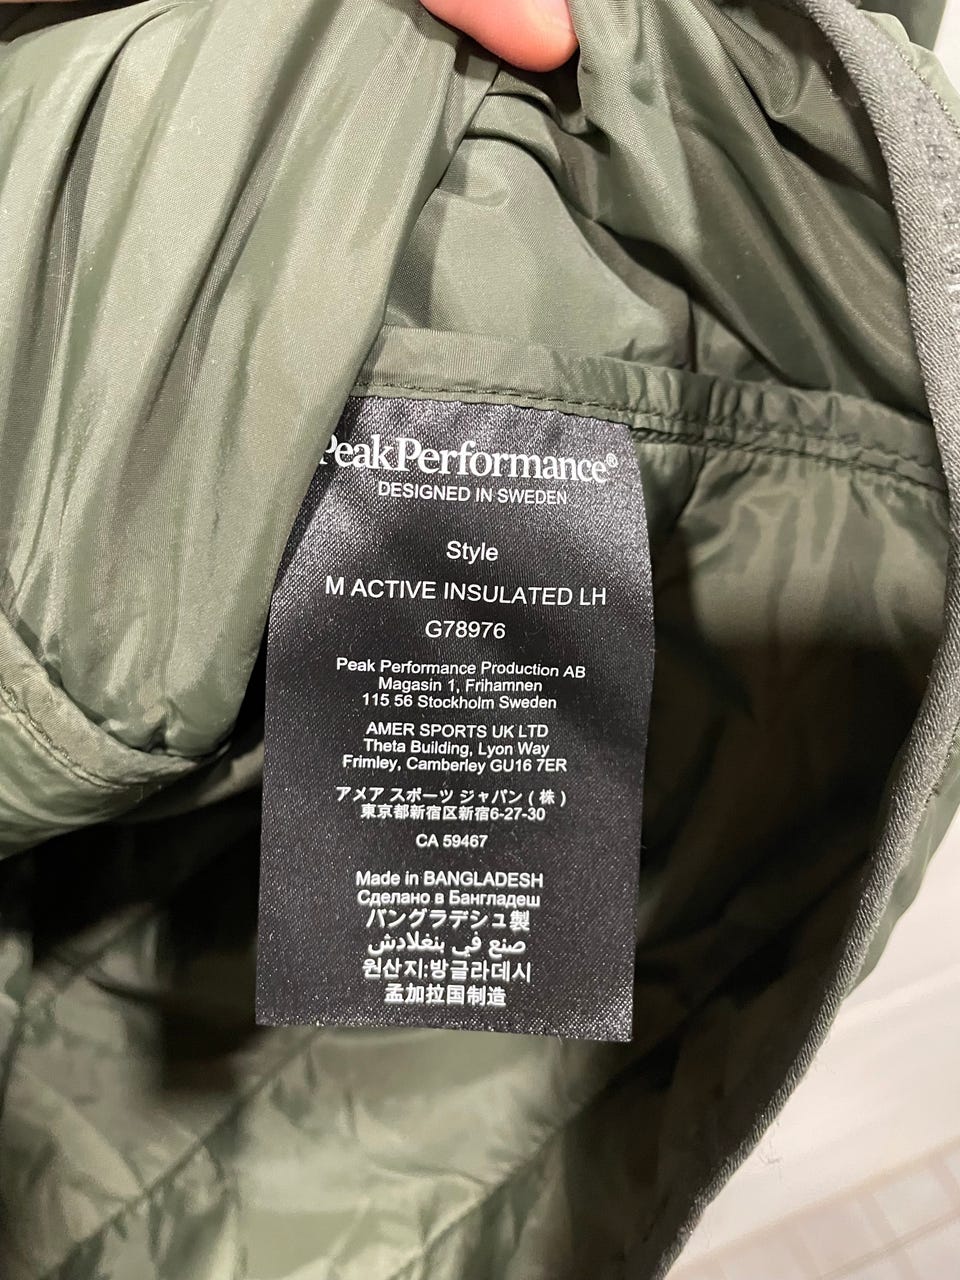 PeakPerformance®
DESIGNED IN SWEDEN
Style
M ACTIVE INSULATED LH
G78976
Peak Performance Production AB
Magasin 1, Frihamnen
115 56 Stockholm Sweden
AMER SPORTS UK LTD
Theta Building, Lyon Way
Frimley, Camberley GU16 7ER
アメア スポーツ ジャパン ( 株 )
東京都新宿区新宿6-27-30
CA 59467
Made in BANGLADESH
Сделано в Бангладеш
バングラデシュ製
صنع في بنغلادش
원산지:방글라데시
孟加拉国制造